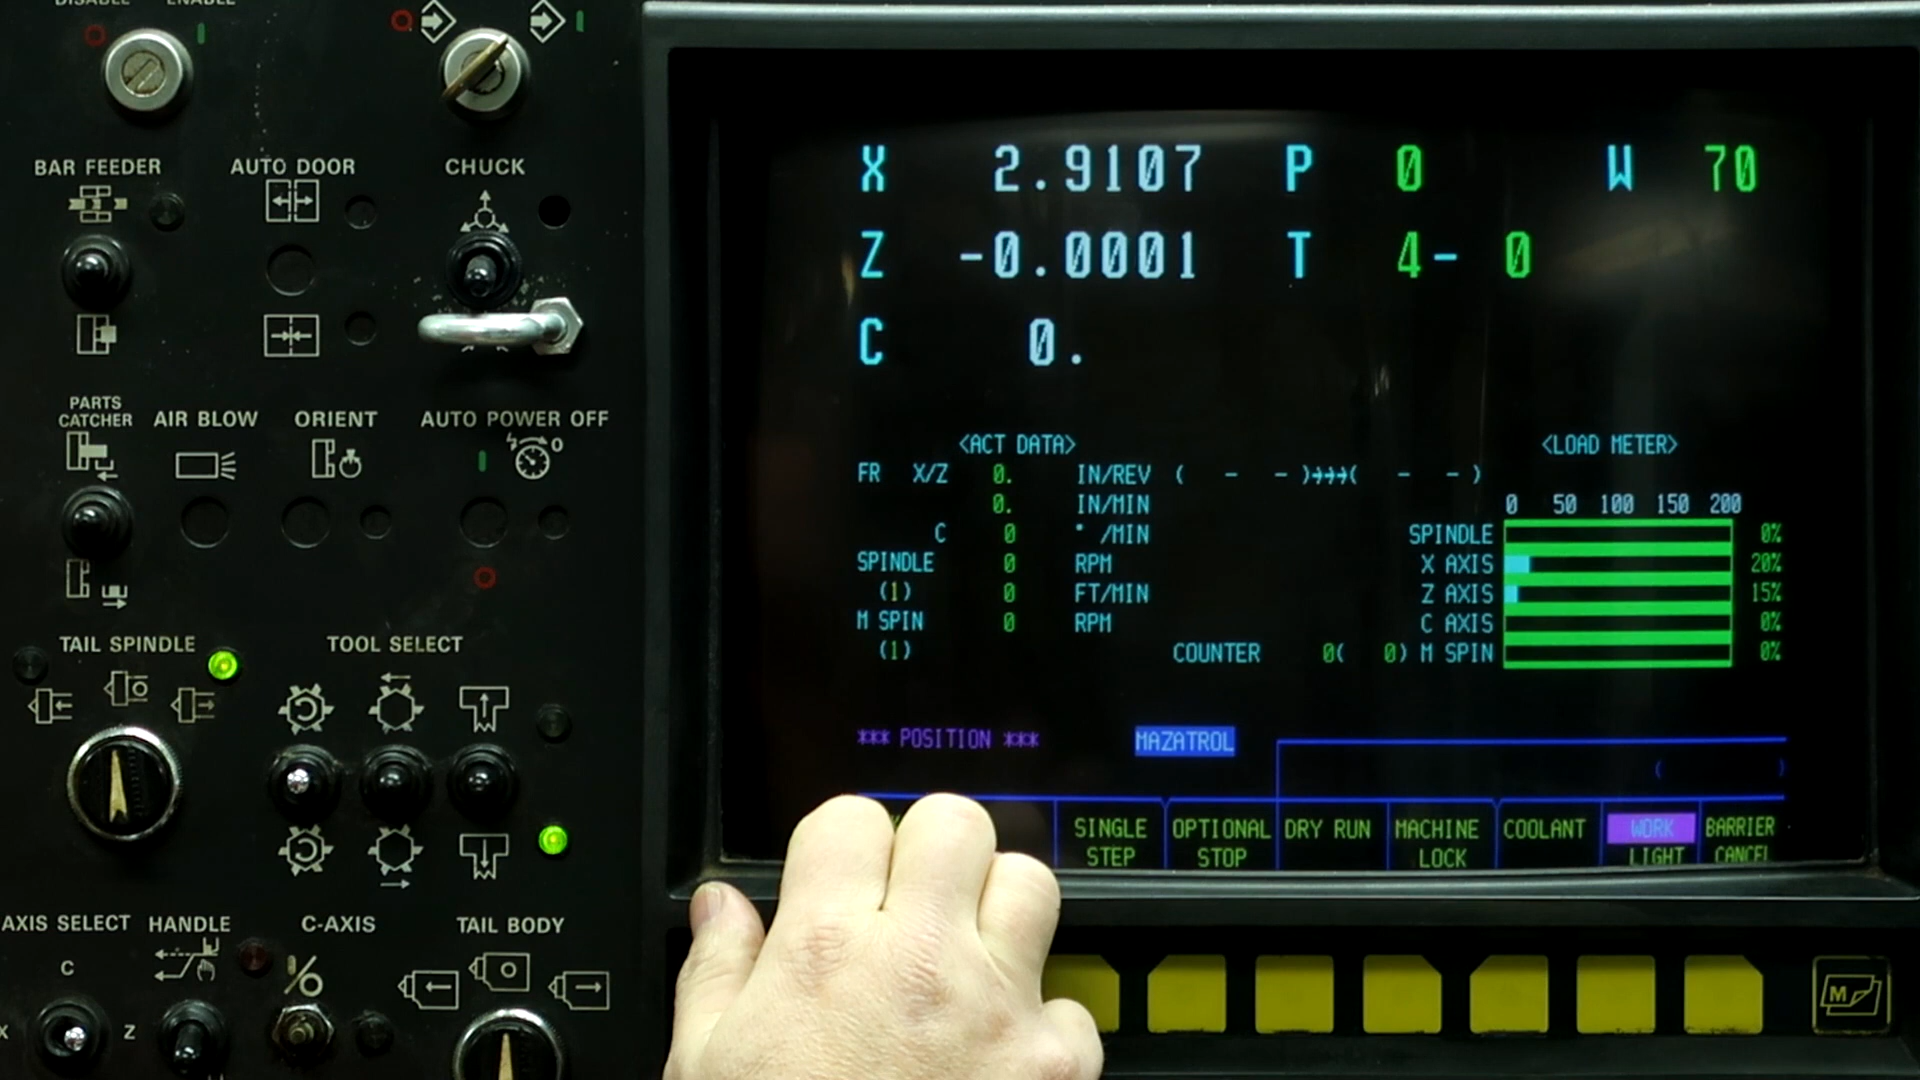 DISABLE ENABLE
BAR FEEDER AUTO DOOR CHUCK
PARTS CATCHER AIR BLOW ORIENT AUTO POWER OFF
TAIL SPINDLE TOOL SELECT
AXIS SELECT HANDLE C-AXIS TAIL BODY
C
X Z
X 2.9107 P 0 W 70
Z -0.0001 T 4- 0
C 0.
<ACT DATA> <LOAD METER>
FR X/Z 0. IN/REV ( - - )+++( - - )
0. IN/MIN 0 50 100 150 200
C 0 ° /MIN SPINDLE 0%
SPINDLE 0 RPM X AXIS 20%
(1) 0 FT/MIN Z AXIS 15%
M SPIN 0 RPM C AXIS 0%
(1) COUNTER 0( 0) M SPIN 0%
*** POSITION *** MAZATROL
( )
SINGLE STEP OPTIONAL STOP DRY RUN MACHINE LOCK COOLANT WORK LIGHT BARRIER CANCEL
M